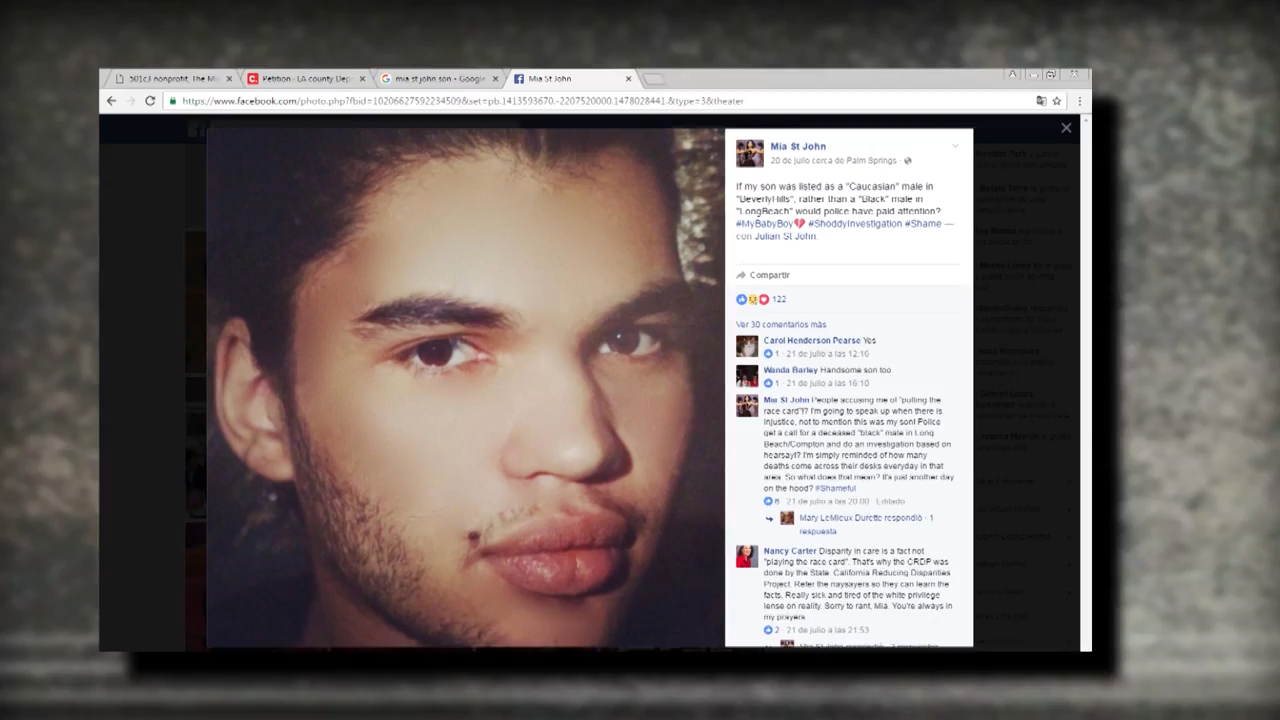 501c3 nonprofit, The Mi
Petition · LA county Dep
mia st john son - Google
Mia St John
https://www.facebook.com/photo.php?fbid=10206627592234509&set=pb.1413593670.-2207520000.1478028441.&type=3&theater
Mia St John
20 de julio cerca de Palm Springs ·
If my son was listed as a "Caucasian" male in
"BeverlyHills", rather than a "Black" male in
"LongBeach" would police have paid attention?
#MyBabyBoy💔 #ShoddyInvestigation #Shame —
con Julian St John.
Compartir
122
Ver 30 comentarios más
Carol Henderson Pearse Yes
1 · 21 de julio a las 12:16
Wanda Barley Handsome son too
1 · 21 de julio a las 16:10
Mia St John People accusing me of "pulling the
race card"!? I'm going to speak up when there is
injustice, not to mention this was my son! Police
get a call for a deceased "black" male in Long
Beach/Compton and do an investigation based on
hearsay!? I'm simply reminded of how many
deaths come across their desks everyday in that
area. So what does that mean? It's just another day
on the hood? #Shameful
6 · 21 de julio a las 20:00 · Editado
Mary LeMieux Durette respondió · 1
respuesta
Nancy Carter Disparity in care is a fact not
"playing the race card". That's why the CRDP was
done by the State. California Reducing Disparities
Project. Refer the naysayers so they can learn the
facts. Really sick and tired of the white privilege
lense on reality. Sorry to rant, Mia. You're always in
my prayers
2 · 21 de julio a las 21:53